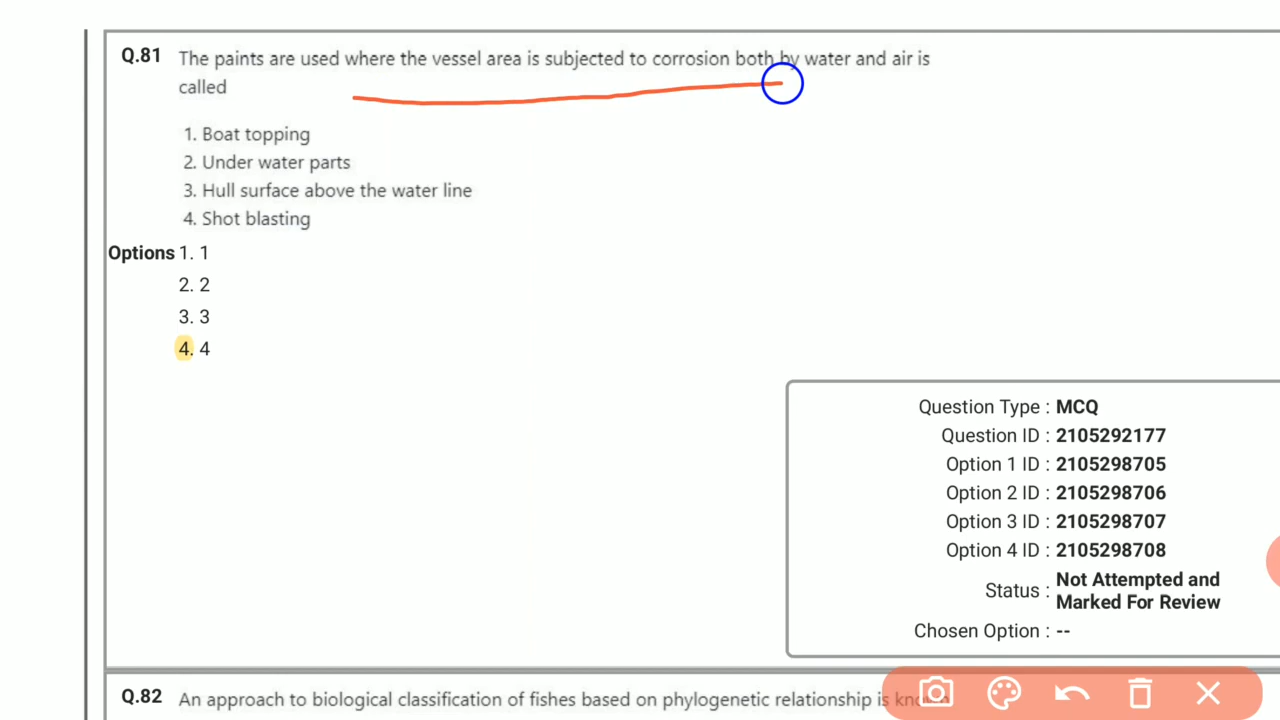 Q.81 The paints are used where the vessel area is subjected to corrosion both by water and air is
called
1. Boat topping
2. Under water parts
3. Hull surface above the water line
4. Shot blasting
Options 1. 1
2. 2
3. 3
4. 4
Question Type : MCQ
Question ID : 2105292177
Option 1 ID : 2105298705
Option 2 ID : 2105298706
Option 3 ID : 2105298707
Option 4 ID : 2105298708
Status : Not Attempted and
Marked For Review
Chosen Option : --
Q.82 An approach to biological classification of fishes based on phylogenetic relationship is